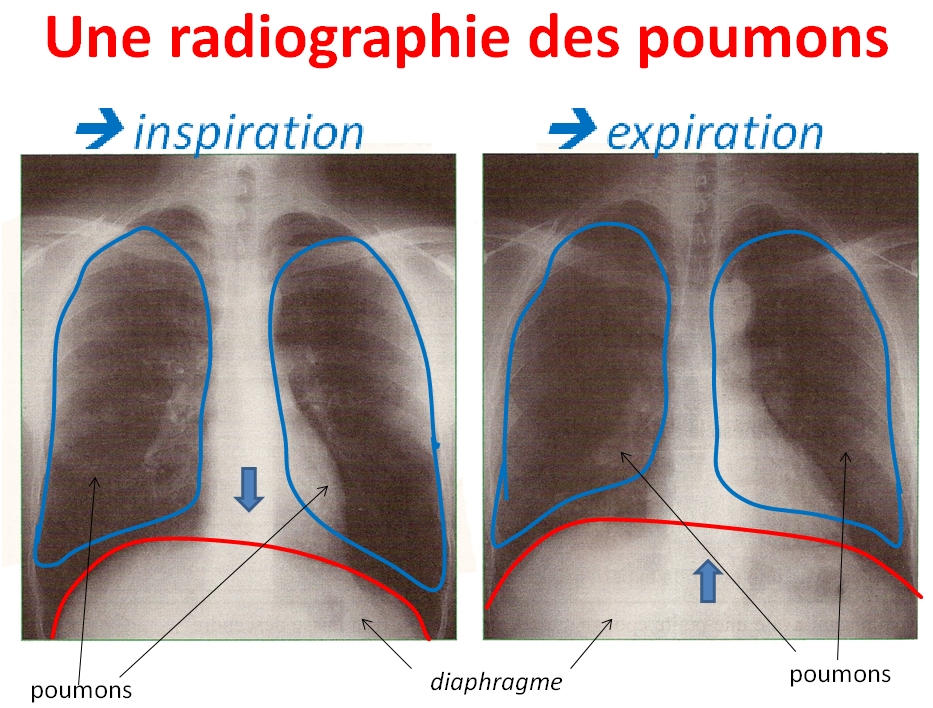 Une radiographie des poumons
➔ inspiration
➔ expiration
poumons
diaphragme
poumons